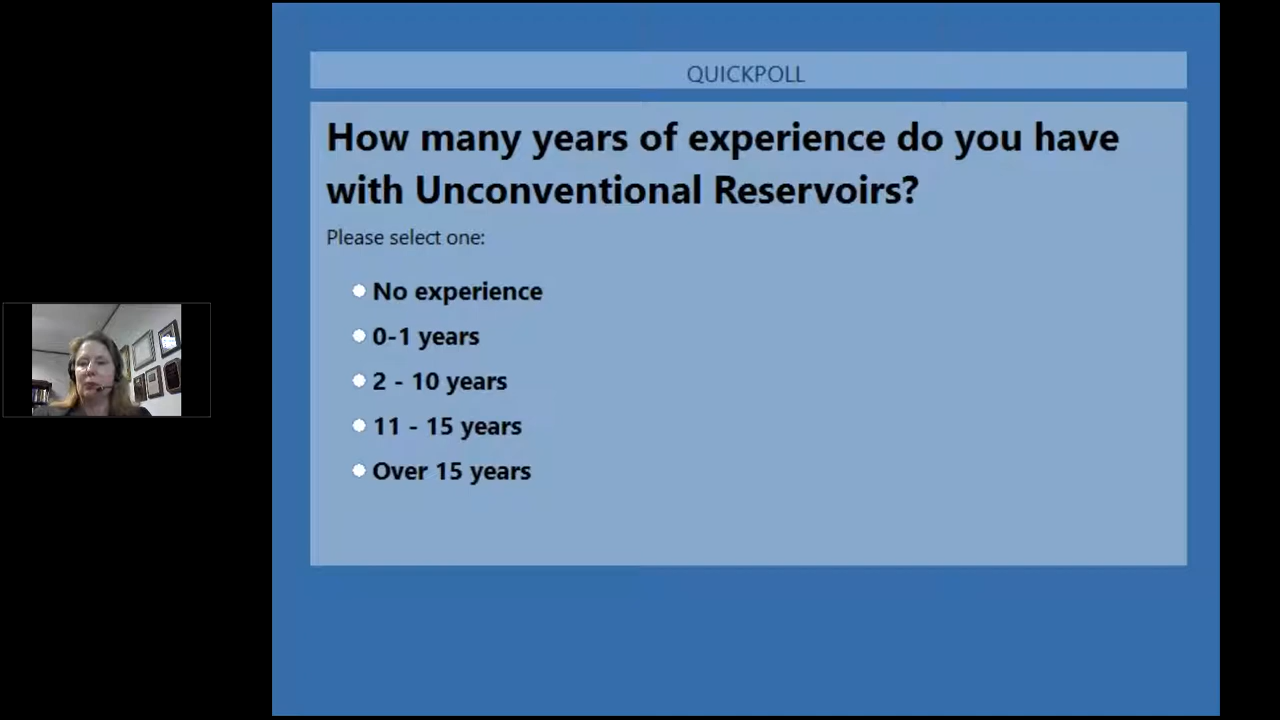 QUICKPOLL
How many years of experience do you have
with Unconventional Reservoirs?
Please select one:
No experience
0-1 years
2 - 10 years
11 - 15 years
Over 15 years